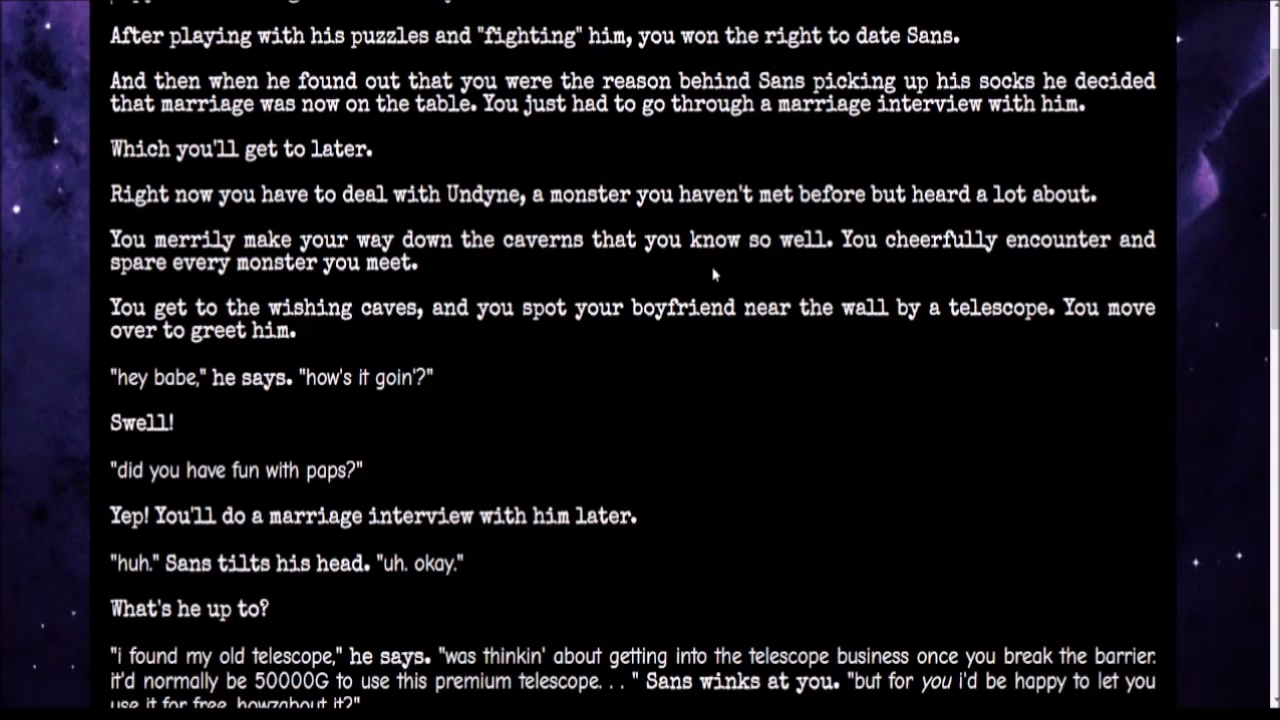 After playing with his puzzles and "fighting" him, you won the right to date Sans.
And then when he found out that you were the reason behind Sans picking up his socks he decided
that marriage was now on the table. You just had to go through a marriage interview with him.
Which you'll get to later.
Right now you have to deal with Undyne, a monster you haven't met before but heard a lot about.
You merrily make your way down the caverns that you know so well. You cheerfully encounter and
spare every monster you meet.
You get to the wishing caves, and you spot your boyfriend near the wall by a telescope. You move
over to greet him.
"hey babe," he says. "how's it goin'?"
Swell!
"did you have fun with paps?"
Yep! You'll do a marriage interview with him later.
"huh." Sans tilts his head. "uh. okay."
What's he up to?
"i found my old telescope," he says. "was thinkin' about getting into the telescope business once you break the barrier.
it'd normally be 50000G to use this premium telescope. . . " Sans winks at you. "but for you i'd be happy to let you
use it for free. howzabout it?"